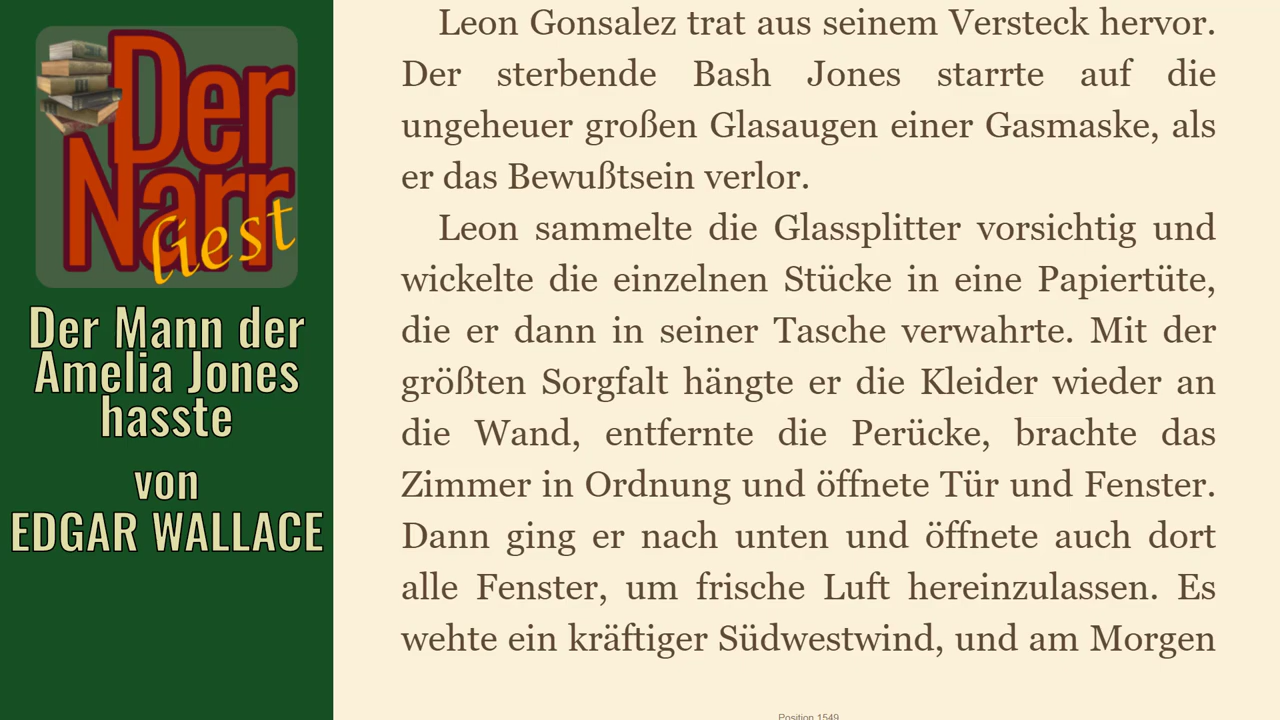 Der
Narr
liest
Der Mann der
Amelia Jones
hasste
von
EDGAR WALLACE
Leon Gonsalez trat aus seinem Versteck hervor.
Der sterbende Bash Jones starrte auf die
ungeheuer großen Glasaugen einer Gasmaske, als
er das Bewußtsein verlor.
Leon sammelte die Glassplitter vorsichtig und
wickelte die einzelnen Stücke in eine Papiertüte,
die er dann in seiner Tasche verwahrte. Mit der
größten Sorgfalt hängte er die Kleider wieder an
die Wand, entfernte die Perücke, brachte das
Zimmer in Ordnung und öffnete Tür und Fenster.
Dann ging er nach unten und öffnete auch dort
alle Fenster, um frische Luft hereinzulassen. Es
wehte ein kräftiger Südwestwind, und am Morgen
Position 1549